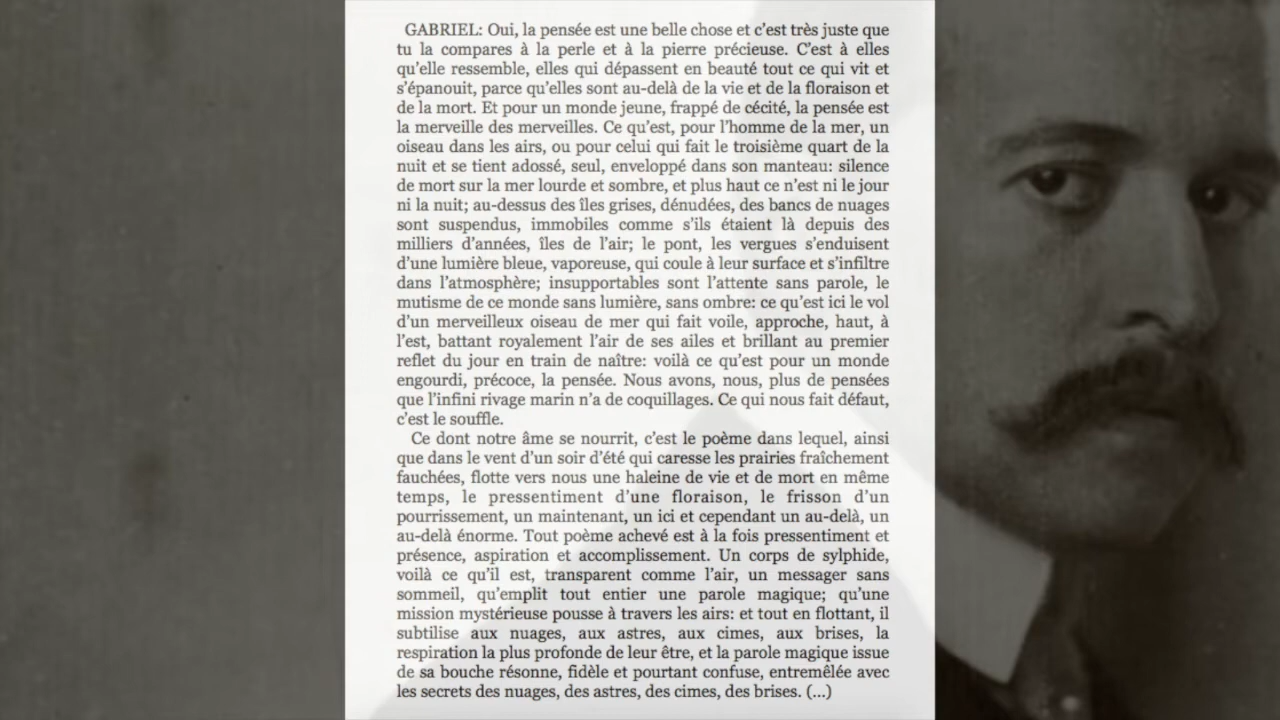 GABRIEL: Oui, la pensée est une belle chose et c’est très juste que
tu la compares à la perle et à la pierre précieuse. C’est à elles
qu’elle ressemble, elles qui dépassent en beauté tout ce qui vit et
s’épanouit, parce qu’elles sont au-delà de la vie et de la floraison et
de la mort. Et pour un monde jeune, frappé de cécité, la pensée est
la merveille des merveilles. Ce qu’est, pour l’homme de la mer, un
oiseau dans les airs, ou pour celui qui fait le troisième quart de la
nuit et se tient adossé, seul, enveloppé dans son manteau: silence
de mort sur la mer lourde et sombre, et plus haut ce n’est ni le jour
ni la nuit; au-dessus des îles grises, dénudées, des bancs de nuages
sont suspendus, immobiles comme s’ils étaient là depuis des
milliers d’années, îles de l’air; le pont, les vergues s’enduisent
d’une lumière bleue, vaporeuse, qui coule à leur surface et s’infiltre
dans l’atmosphère; insupportables sont l’attente sans parole, le
mutisme de ce monde sans lumière, sans ombre: ce qu’est ici le vol
d’un merveilleux oiseau de mer qui fait voile, approche, haut, à
l’est, battant royalement l’air de ses ailes et brillant au premier
reflet du jour en train de naître: voilà ce qu’est pour un monde
engourdi, précoce, la pensée. Nous avons, nous, plus de pensées
que l’infini rivage marin n’a de coquillages. Ce qui nous fait défaut,
c’est le souffle.
Ce dont notre âme se nourrit, c’est le poème dans lequel, ainsi
que dans le vent d’un soir d’été qui caresse les prairies fraîchement
fauchées, flotte vers nous une haleine de vie et de mort en même
temps, le pressentiment d’une floraison, le frisson d’un
pourrissement, un maintenant, un ici et cependant un au-delà, un
au-delà énorme. Tout poème achevé est à la fois pressentiment et
présence, aspiration et accomplissement. Un corps de sylphide,
voilà ce qu’il est, transparent comme l’air, un messager sans
sommeil, qu’emplit tout entier une parole magique; qu’une
mission mystérieuse pousse à travers les airs: et tout en flottant, il
subtilise aux nuages, aux astres, aux cimes, aux brises, la
respiration la plus profonde de leur être, et la parole magique issue
de sa bouche résonne, fidèle et pourtant confuse, entremêlée avec
les secrets des nuages, des astres, des cimes, des brises. (...)